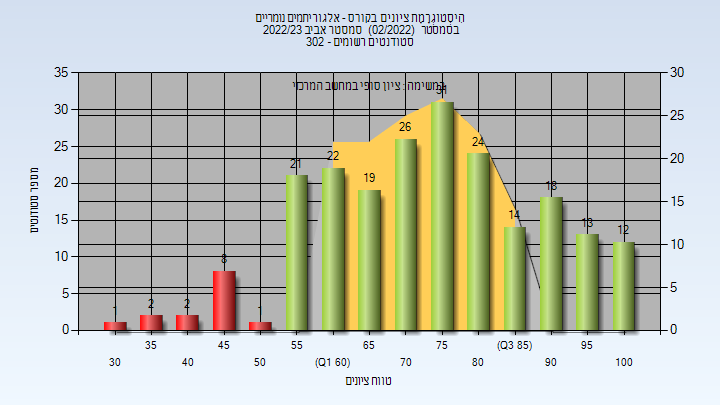 היסטוגרמת ציונים בקורס - אלגוריתמים נומריים
בסמסטר (02/2022) סמסטר אביב 2022/23
סטודנטים רשומים - 302
במשימה : ציון סופי במחשב המרכזי
מספר סטודנטים
35 30 25 20 15 10 5 0
30 25 20 15 10 5 0
1 2 2 8 1 21 22 19 26 31 24 14 18 13 12
35 45 55 65 75 (Q3 85) 95
30 40 50 (Q1 60) 70 80 90 100
טווח ציונים